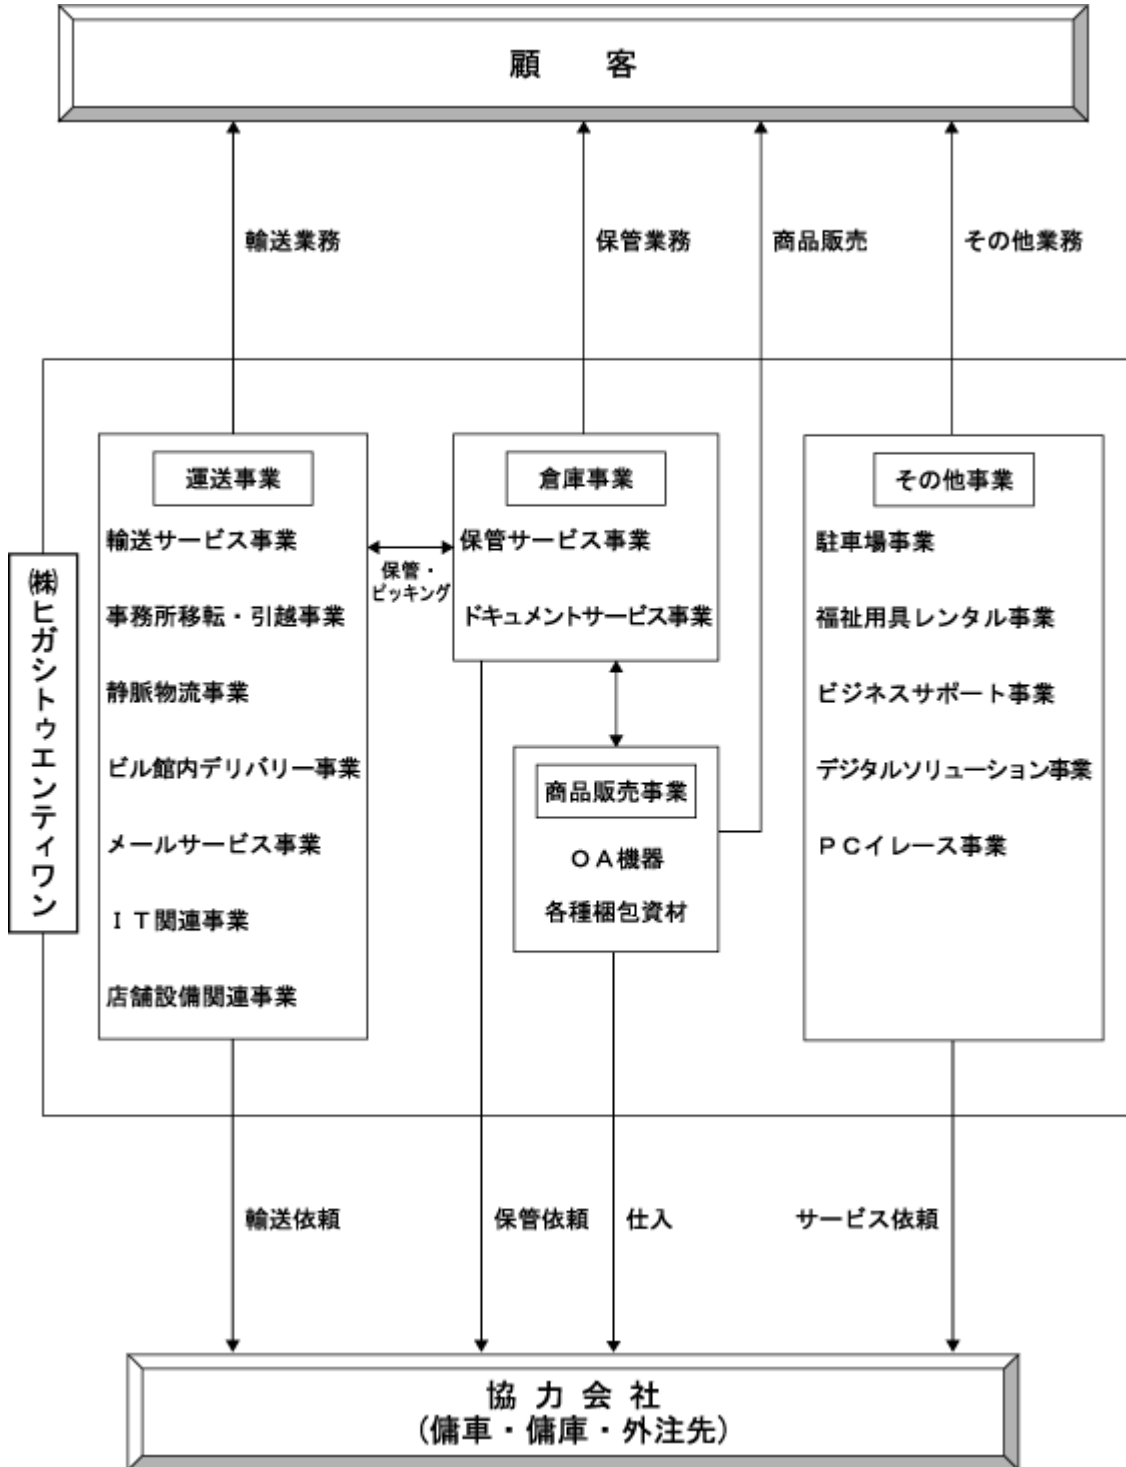 顧　客
輸送業務
保管業務
商品販売
その他業務
㈱ヒガシトゥエンティワン
運送事業
輸送サービス事業
事務所移転・引越事業
静脈物流事業
ビル館内デリバリー事業
メールサービス事業
ＩＴ関連事業
店舗設備関連事業
保管・
ピッキング
倉庫事業
保管サービス事業
ドキュメントサービス事業
商品販売事業
ＯＡ機器
各種梱包資材
その他事業
駐車場事業
福祉用具レンタル事業
ビジネスサポート事業
デジタルソリューション事業
ＰＣイレース事業
輸送依頼
保管依頼
仕入
サービス依頼
協力会社
(傭車・傭庫・外注先)